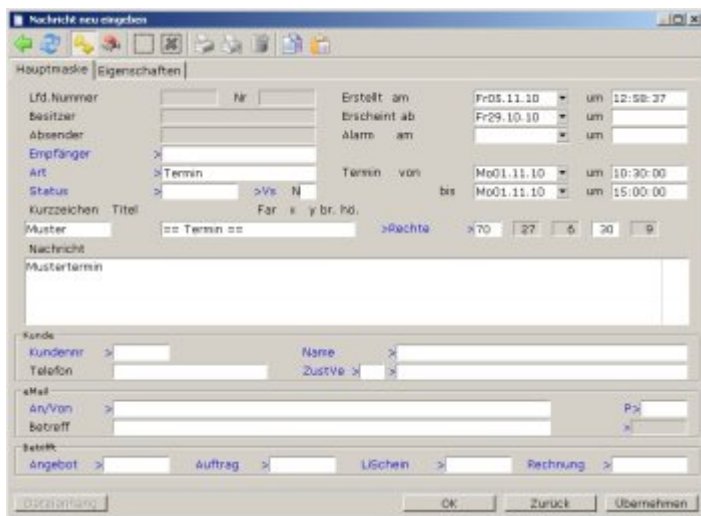 Nachricht neu eingeben
Hauptmaske Eigenschaften
Lfd.Nummer Nr Erstellt am Fr05.11.10 um 12:58:37
Besitzer Erscheint ab Fr29.10.10 um
Absender Alarm am um
Empfänger >
Art >Termin Termin von Mo01.11.10 um 10:30:00
Status > >Vs N bis Mo01.11.10 um 15:00:00
Kurzzeichen Titel Far x y br. hö.
Muster == Termin == >Rechte >70 27 6 30 9
Nachricht
Mustertermin
Kunde
Kundennr > Name >
Telefon ZustVe > >
eMail
An/Von > P>
Betreff >
Betrifft
Angebot > Auftrag > LiSchein > Rechnung >
Dateianhang OK Zurück Übernehmen